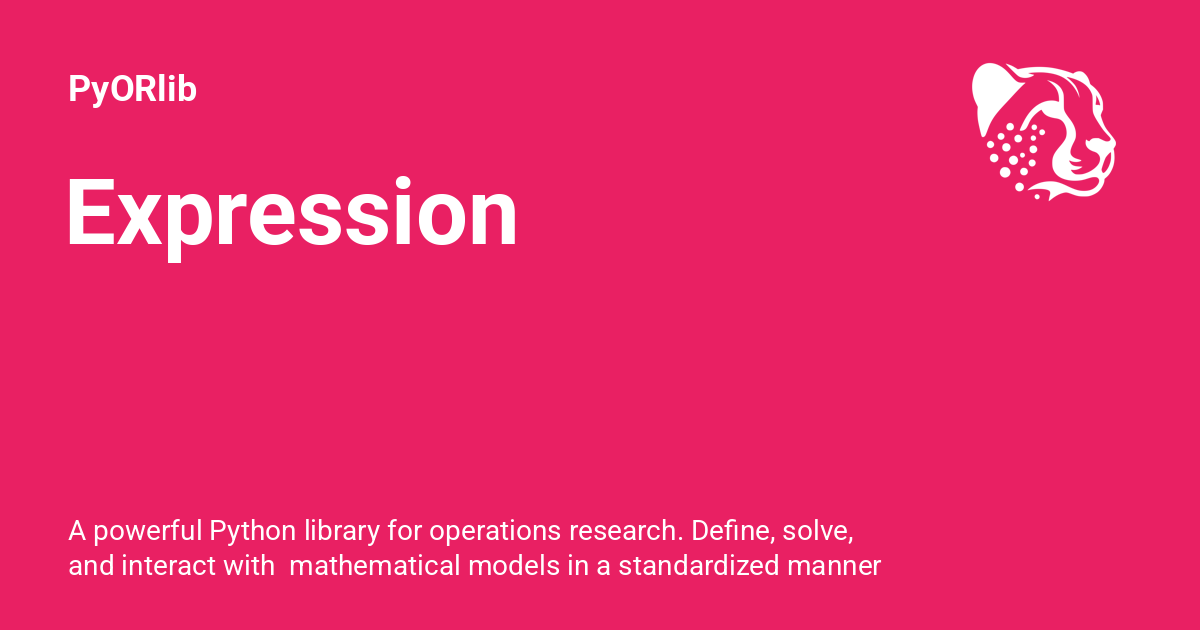 PyORlib
Expression
A powerful Python library for operations research. Define, solve,
and interact with  mathematical models in a standardized manner